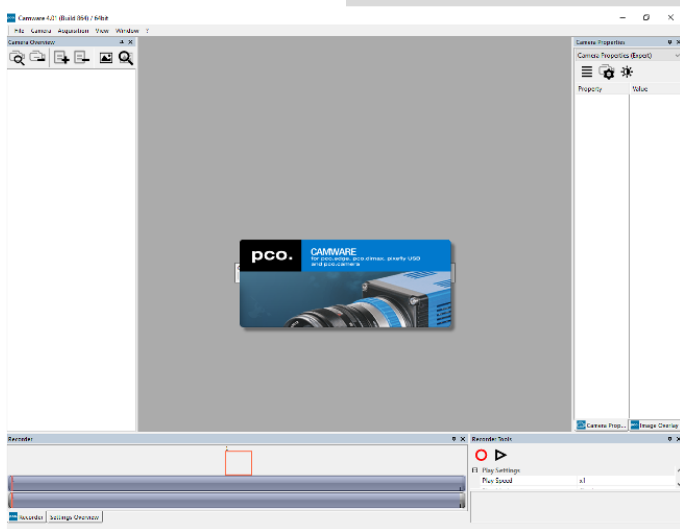 Camware 4.01 (Build 864) / 64bit
File Camera Acquisition View Window ?
Camera Overview
Camera Properties
Camera Properties (Expert)
Property Value
pco. CAMWARE
for pco.edge, pco.dimax, pixelfly USB
and pco.camera
Camera Prop... Image Overlay
Recorder
Recorder Tools
Play Settings
Play Speed x1
Recorder Settings Overview